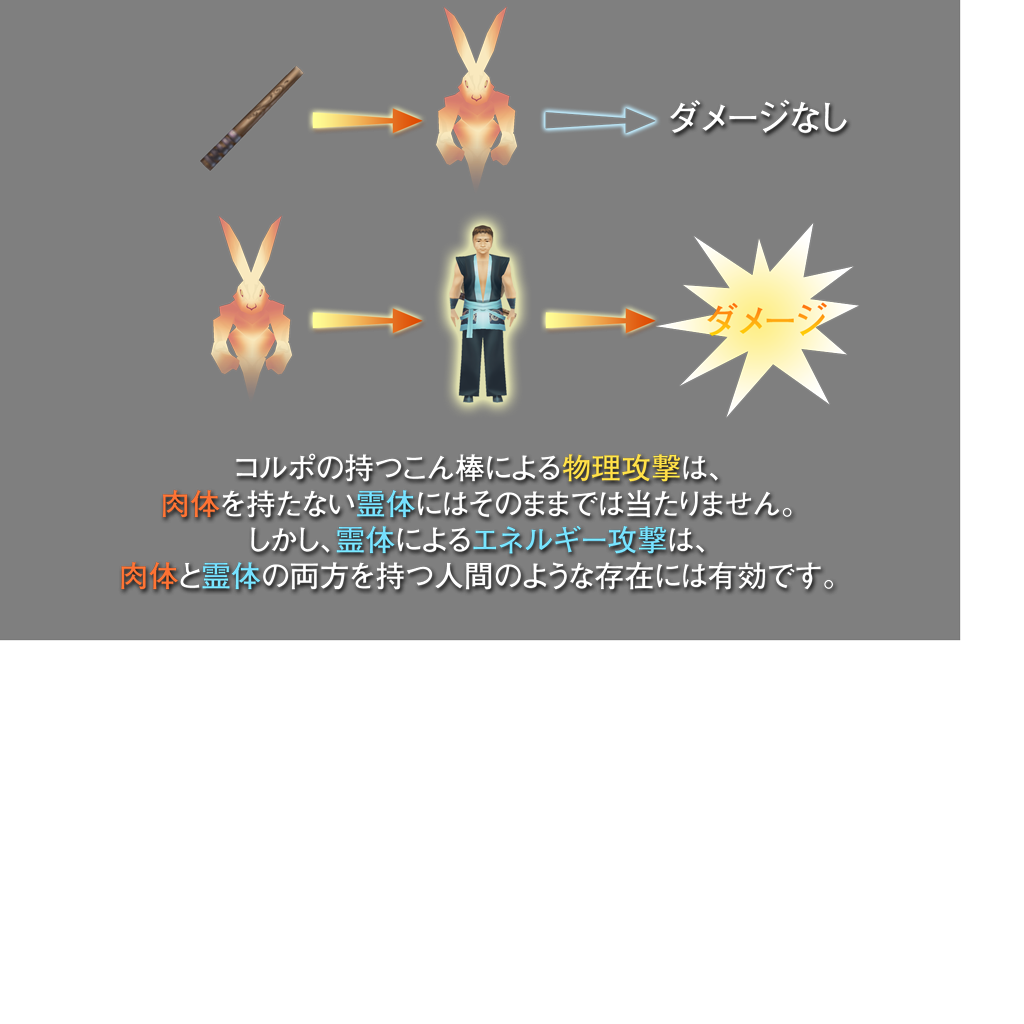 ダメージなし
ダメージ
コルポの持つこん棒による物理攻撃は、
肉体を持たない霊体にはそのままでは当たりません。
しかし、霊体によるエネルギー攻撃は、
肉体と霊体の両方を持つ人間のような存在には有効です。